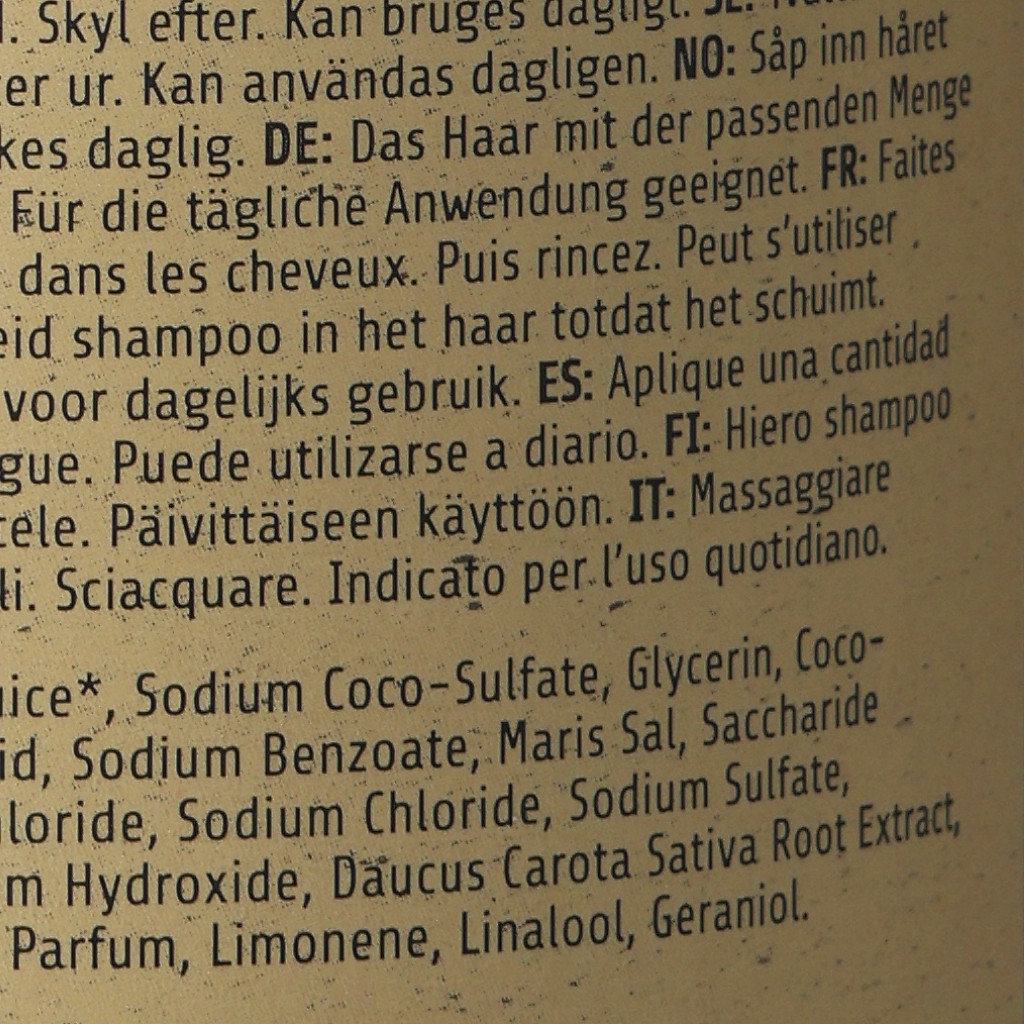 Skyl efter. Kan bruges dagligt.
ter ur. Kan användas dagligen. NO: Såp inn håret
kes daglig. DE: Das Haar mit der passenden Menge
Für die tägliche Anwendung geeignet. FR: Faites
dans les cheveux. Puis rincez. Peut s'utiliser
eid shampoo in het haar totdat het schuimt.
voor dagelijks gebruik. ES: Aplique una cantidad
gue. Puede utilizarse a diario. FI: Hiero shampoo
tele. Päivittäiseen käyttöön. IT: Massaggiare
li. Sciacquare. Indicato per l'uso quotidiano.
uice*, Sodium Coco-Sulfate, Glycerin, Coco-
id, Sodium Benzoate, Maris Sal, Saccharide
loride, Sodium Chloride, Sodium Sulfate,
m Hydroxide, Daucus Carota Sativa Root Extract,
Parfum, Limonene, Linalool, Geraniol.